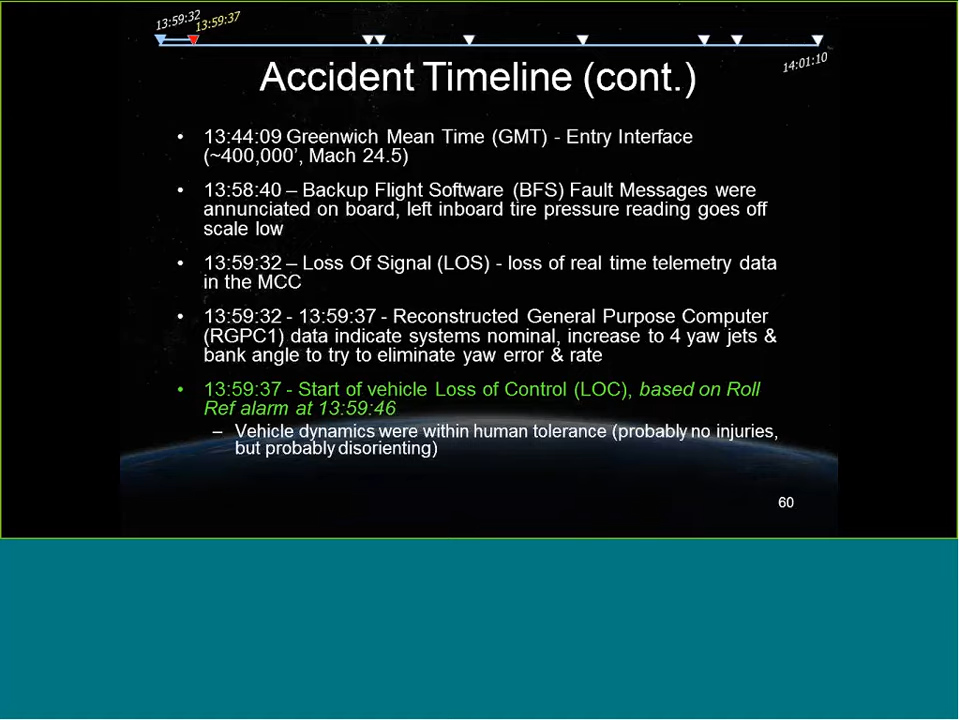 13:59:32
13:59:37
14:01:10
Accident Timeline (cont.)
• 13:44:09 Greenwich Mean Time (GMT) - Entry Interface
(~400,000’, Mach 24.5)
• 13:58:40 – Backup Flight Software (BFS) Fault Messages were
annunciated on board, left inboard tire pressure reading goes off
scale low
• 13:59:32 – Loss Of Signal (LOS) - loss of real time telemetry data
in the MCC
• 13:59:32 - 13:59:37 - Reconstructed General Purpose Computer
(RGPC1) data indicate systems nominal, increase to 4 yaw jets &
bank angle to try to eliminate yaw error & rate
• 13:59:37 - Start of vehicle Loss of Control (LOC), based on Roll
Ref alarm at 13:59:46
– Vehicle dynamics were within human tolerance (probably no injuries,
but probably disorienting)
60